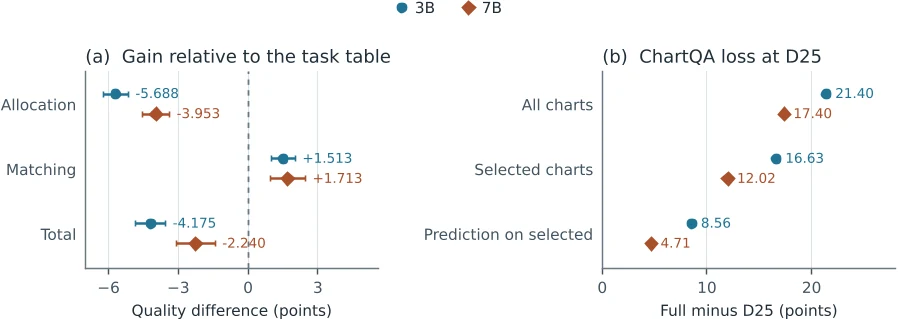 3B 7B
(a) Gain relative to the task table
Allocation
-5.688
-3.953
Matching
+1.513
+1.713
Total
-4.175
-2.240
−6 −3 0 3
Quality difference (points)
(b) ChartQA loss at D25
All charts
21.40
17.40
Selected charts
16.63
12.02
Prediction on selected
8.56
4.71
0 10 20
Full minus D25 (points)